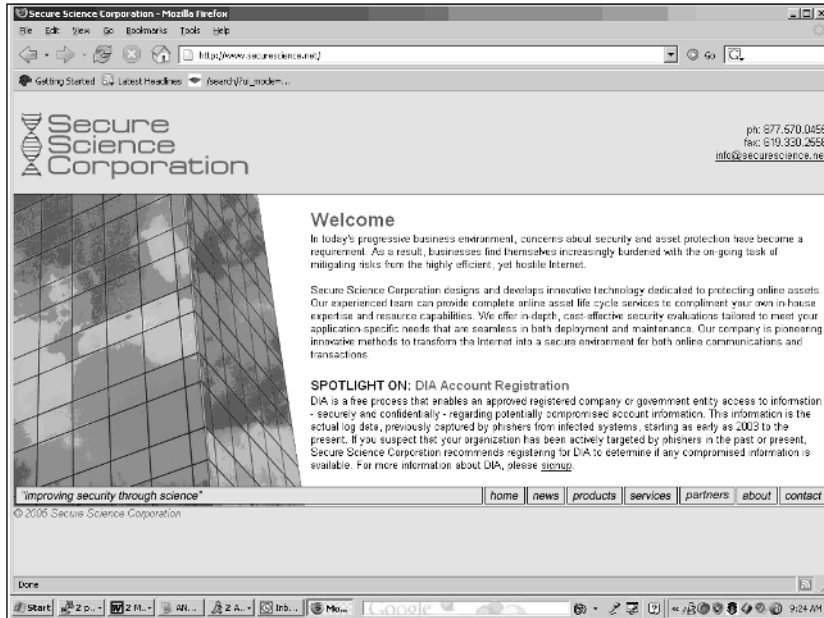 Secure Science Corporation - Mozilla Firefox
File Edit View Go Bookmarks Tools Help
http://www.securescience.net/
Go
Getting Started Latest Headlines /search/?ui_mode=...
Secure
Science
Corporation
ph: 877.570.0455
fax: 619.330.2558
info@securescience.ne
Welcome
In today's progressive business environment, concerns about security and asset protection have become a
requirement. As a result, businesses find themselves increasingly burdened with the on-going task of
mitigating risks from the highly efficient, yet hostile Internet.
Secure Science Corporation designs and develops innovative technology dedicated to protecting online assets.
Our experienced team can provide complete online asset life cycle services to compliment your own in-house
expertise and resource capabilities. We offer in-depth, cost-effective security evaluations tailored to meet your
application-specific needs that are seamless in both deployment and maintenance. Our company is pioneering
innovative methods to transform the Internet into a secure environment for both online communications and
transactions.
SPOTLIGHT ON: DIA Account Registration
DIA is a free process that enables an approved registered company or government entity access to information
- securely and confidentially - regarding potentially compromised account information. This information is the
actual log data, previously captured by phishers from infected systems, starting as early as 2003 to the
present. If you suspect that your organization has been actively targeted by phishers in the past or present,
Secure Science Corporation recommends registering for DIA to determine if any compromised information is
available. For more information about DIA, please signup.
"Improving security through science" home news products services partners about contact
© 2005 Secure Science Corporation
Done
Start 2 p... 2 M... AN... 2 A... Inb... Mo... Google « 9:24 AM